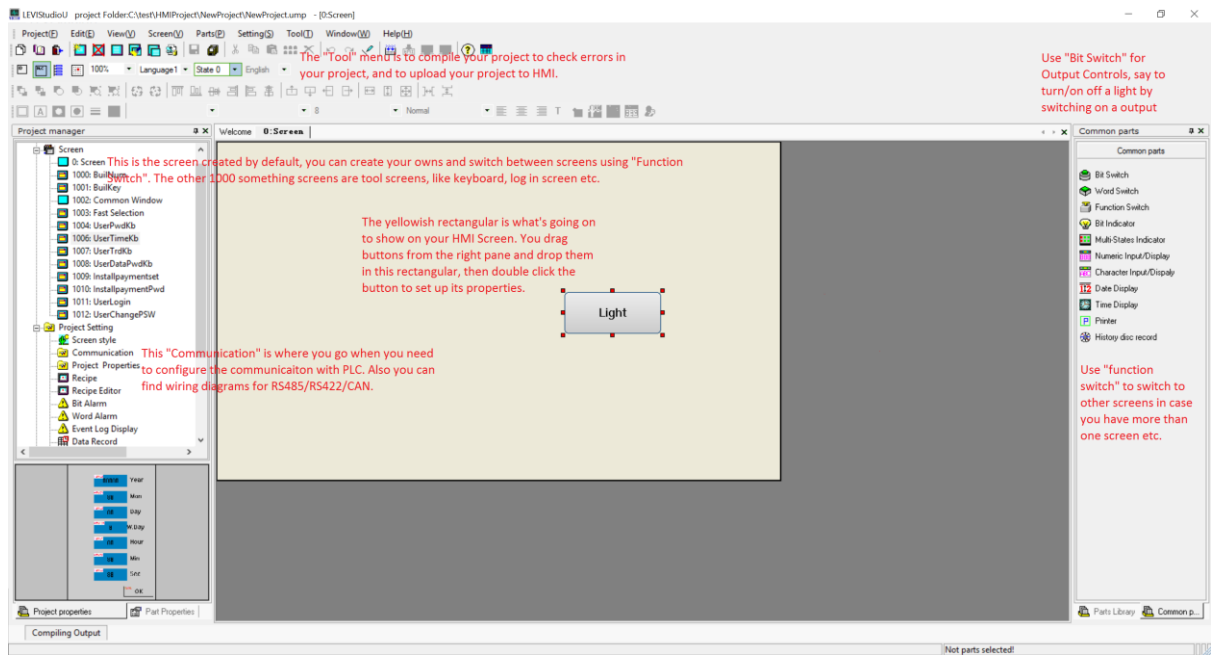 LEVIStudioU   project Folder:C:\test\HMIProject\NewProject\NewProject.ump  - [0:Screen]
Project(F) Edit(E) View(V) Screen(V) Parts(P) Setting(S) Tool(T) Window(W) Help(H)
The "Tool" menu is to compile your project to check errors in
your project, and to upload your project to HMI.
100% Language1 State 0 English
8 Normal
Use "Bit Switch" for
Output Controls, say to
turn/on off a light by
switching on a output
Project manager
Welcome 0:Screen
Common parts
Common parts
Screen
0: Screen
1000: BuilNum
1001: BuilKey
1002: Common Window
1003: Fast Selection
1004: UserPwdKb
1006: UserTimeKb
1007: UserTrdKb
1008: UserDataPwdKb
1009: Installpaymentset
1010: InstallpaymentPwd
1011: UserLogin
1012: UserChangePSW
Project Setting
Screen style
Communication
Project Properties
Recipe
Recipe Editor
Bit Alarm
Word Alarm
Event Log Display
Data Record
This is the screen created by default, you can create your owns and switch between screens using "Function
Switch". The other 1000 something screens are tool screens, like keyboard, log in screen etc.
The yellowish rectangular is what's going on
to show on your HMI Screen. You drag
buttons from the right pane and drop them
in this rectangular, then double click the
button to set up its properties.
Light
This "Communication" is where you go when you need
to configure the communicaiton with PLC. Also you can
find wiring diagrams for RS485/RS422/CAN.
Bit Switch
Word Switch
Function Switch
Bit Indicator
Multi-States Indicator
Numeric Input/Display
Character Input/Dispaly
Date Display
Time Display
Printer
History disc record
Use "function
switch" to switch to
other screens in case
you have more than
one screen etc.
Year
Mon
Day
W.Day
Hour
Min
Snc
OK
Project properties Part Properties
Parts Library Common p...
Compiling Output
Not parts selected!